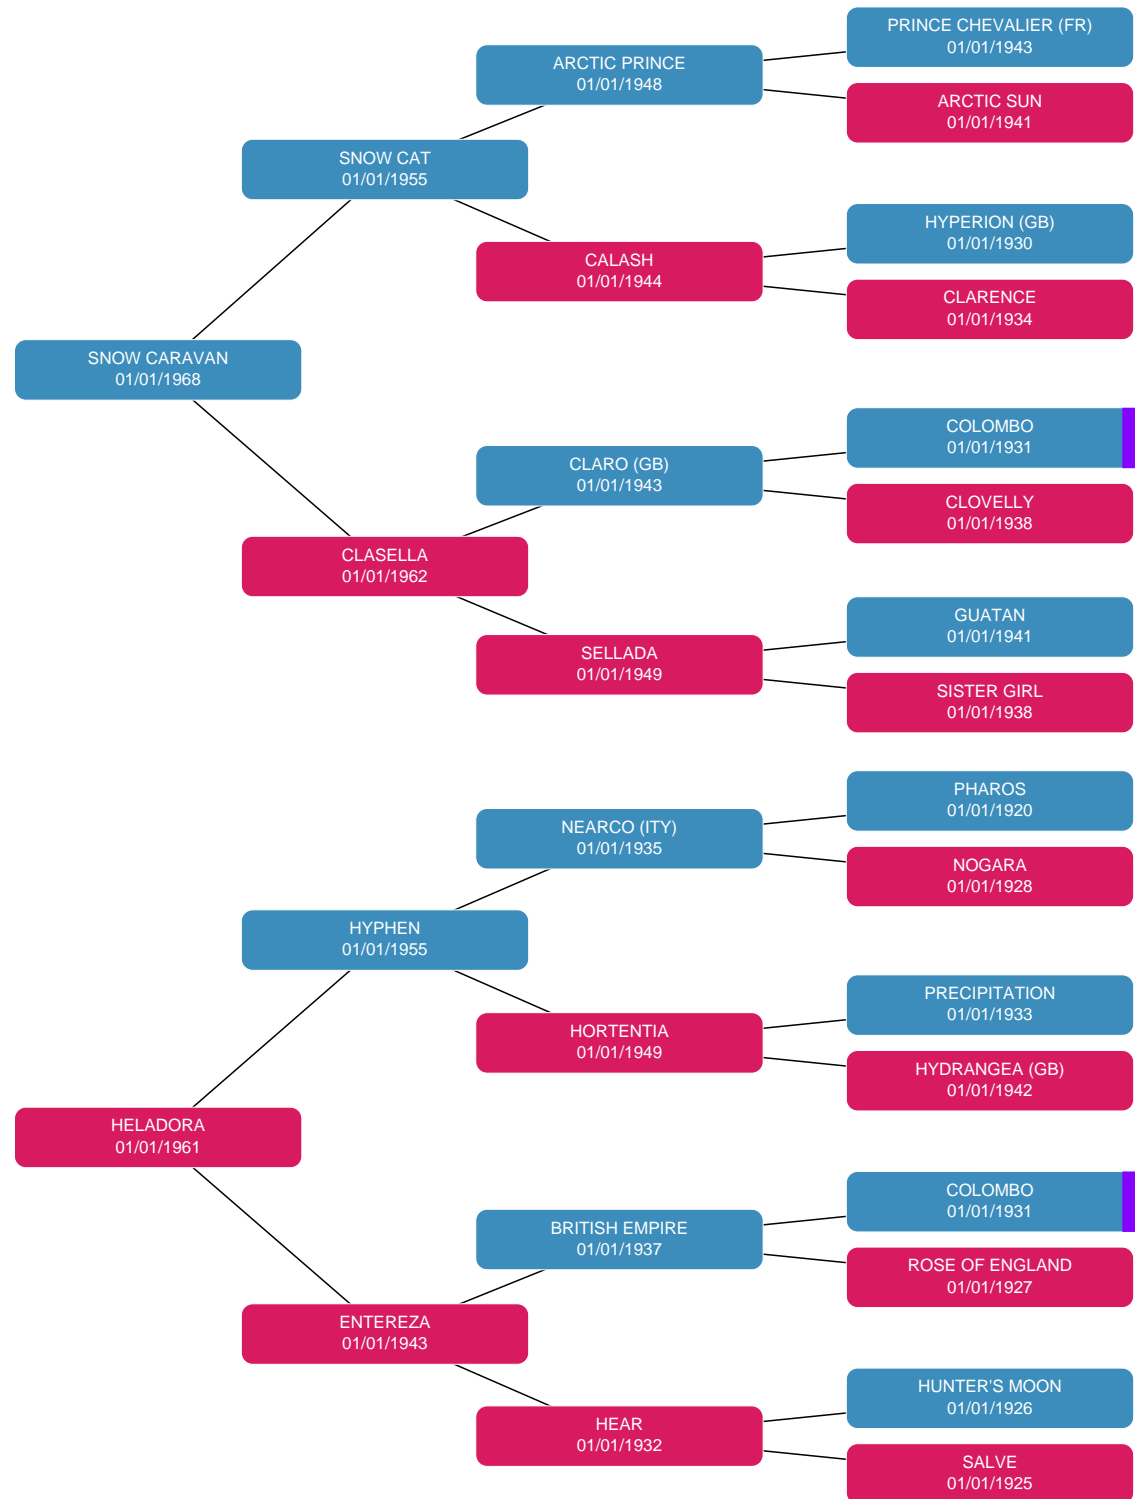 PRINCE CHEVALIER (FR)
01/01/1943
ARCTIC PRINCE
01/01/1948
ARCTIC SUN
01/01/1941
SNOW CAT
01/01/1955
HYPERION (GB)
01/01/1930
CALASH
01/01/1944
CLARENCE
01/01/1934
SNOW CARAVAN
01/01/1968
COLOMBO
01/01/1931
CLARO (GB)
01/01/1943
CLOVELLY
01/01/1938
CLASELLA
01/01/1962
GUATAN
01/01/1941
SELLADA
01/01/1949
SISTER GIRL
01/01/1938
PHAROS
01/01/1920
NEARCO (ITY)
01/01/1935
NOGARA
01/01/1928
HYPHEN
01/01/1955
PRECIPITATION
01/01/1933
HORTENTIA
01/01/1949
HYDRANGEA (GB)
01/01/1942
HELADORA
01/01/1961
COLOMBO
01/01/1931
BRITISH EMPIRE
01/01/1937
ROSE OF ENGLAND
01/01/1927
ENTEREZA
01/01/1943
HUNTER'S MOON
01/01/1926
HEAR
01/01/1932
SALVE
01/01/1925